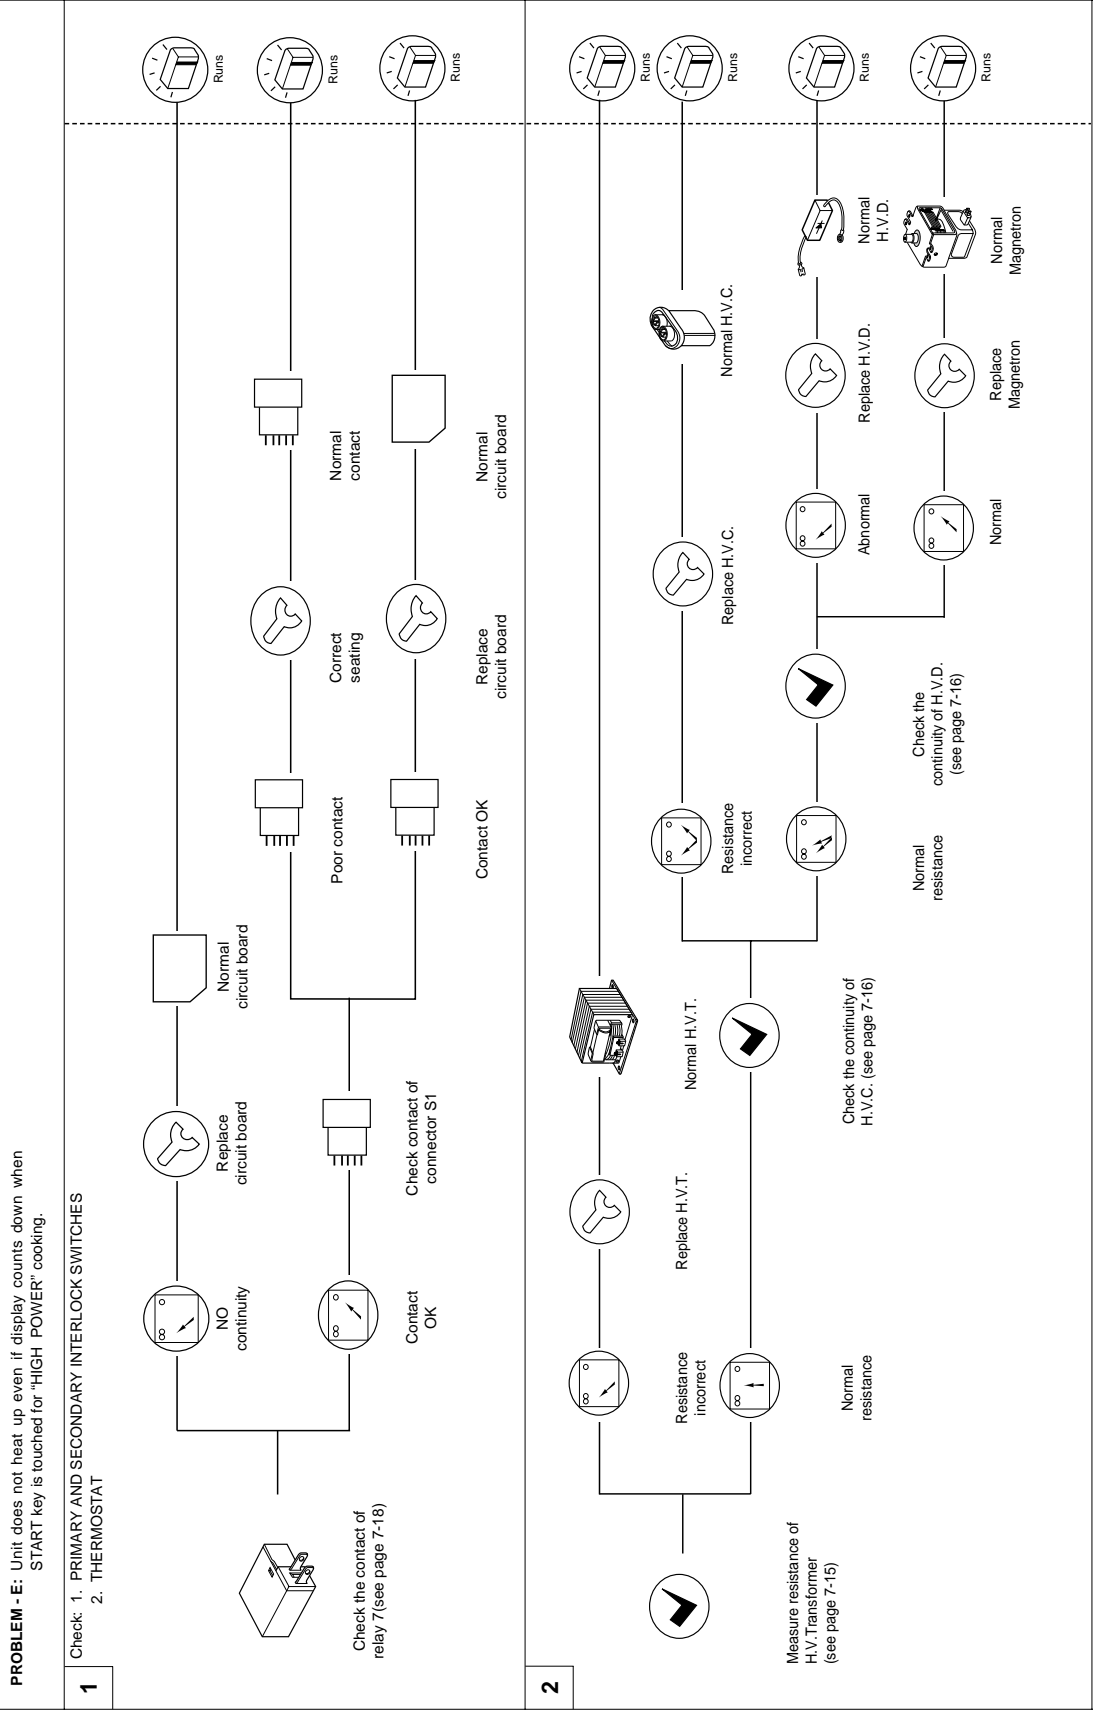 PROBLEM - E: Unit does not heat up even if display counts down when
START key is touched for “HIGH POWER” cooking.
Check: 1. PRIMARY AND SECONDARY INTERLOCK SWITCHES
2. THERMOSTAT
1
Check the contact of
relay 7(see page 7-18)
NO
continuity
Replace
circuit board
Normal
circuit board
Runs
Contact
OK
Check contact of
connector S1
Poor contact
Correct
seating
Normal
contact
Runs
Contact OK
Replace
circuit board
Normal
circuit board
Runs
2
Measure resistance of
H.V.Transformer
(see page 7-15)
Resistance
incorrect
Replace H.V.T.
Normal H.V.T.
Runs
Normal
resistance
Check the continuity of
H.V.C. (see page 7-16)
Resistance
incorrect
Replace H.V.C.
Normal H.V.C.
Runs
Normal
resistance
Check the
continuity of H.V.D.
(see page 7-16)
Abnormal
Replace H.V.D.
Normal
H.V.D.
Runs
Normal
Replace
Magnetron
Normal
Magnetron
Runs